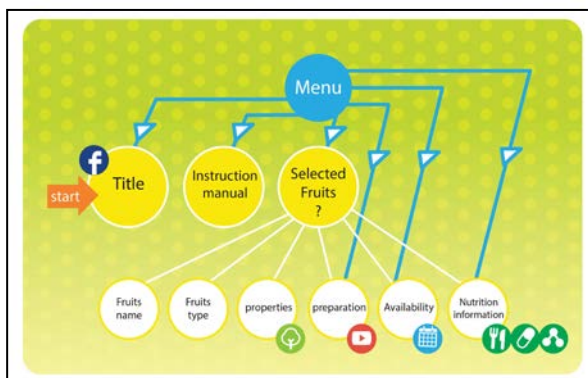 Menu
f
start
Title
Instruction
manual
Selected
Fruits
?
Fruits
name
Fruits
type
properties
preparation
Availability
Nutrition
information